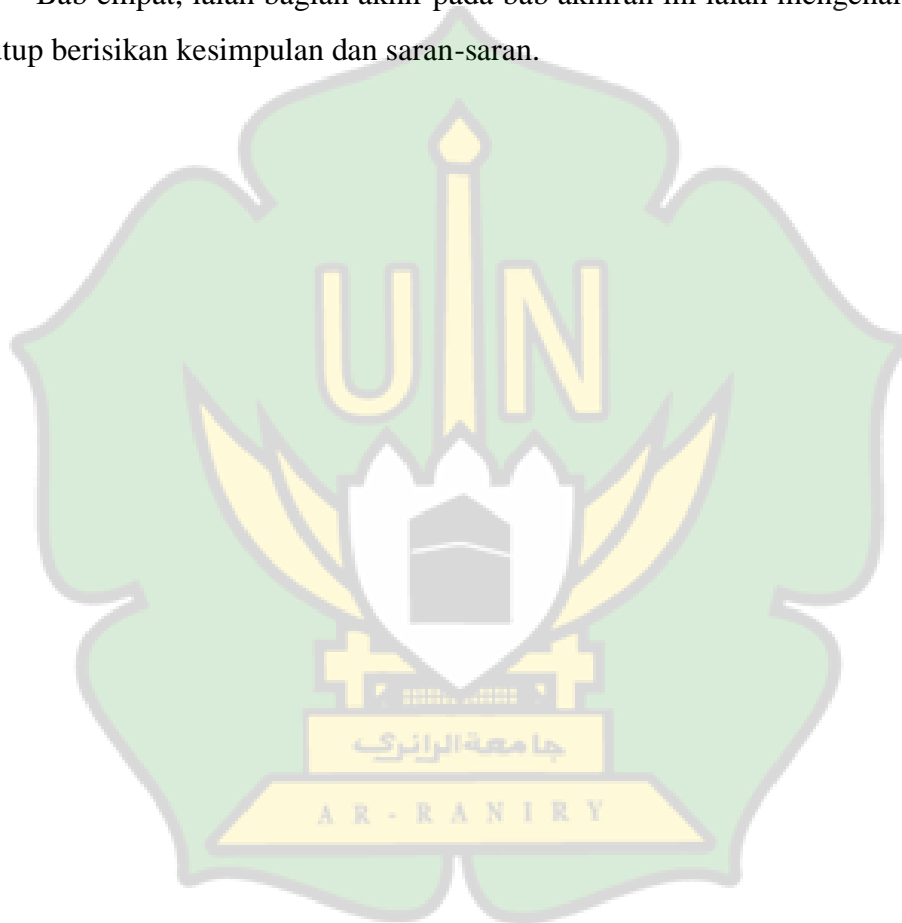 Bab empat, ialah bagian akhir pada bab akhiran ini ialah mengenai
utup berisikan kesimpulan dan saran-saran.
UIN
جامعة الرانري
AR-RANIRY